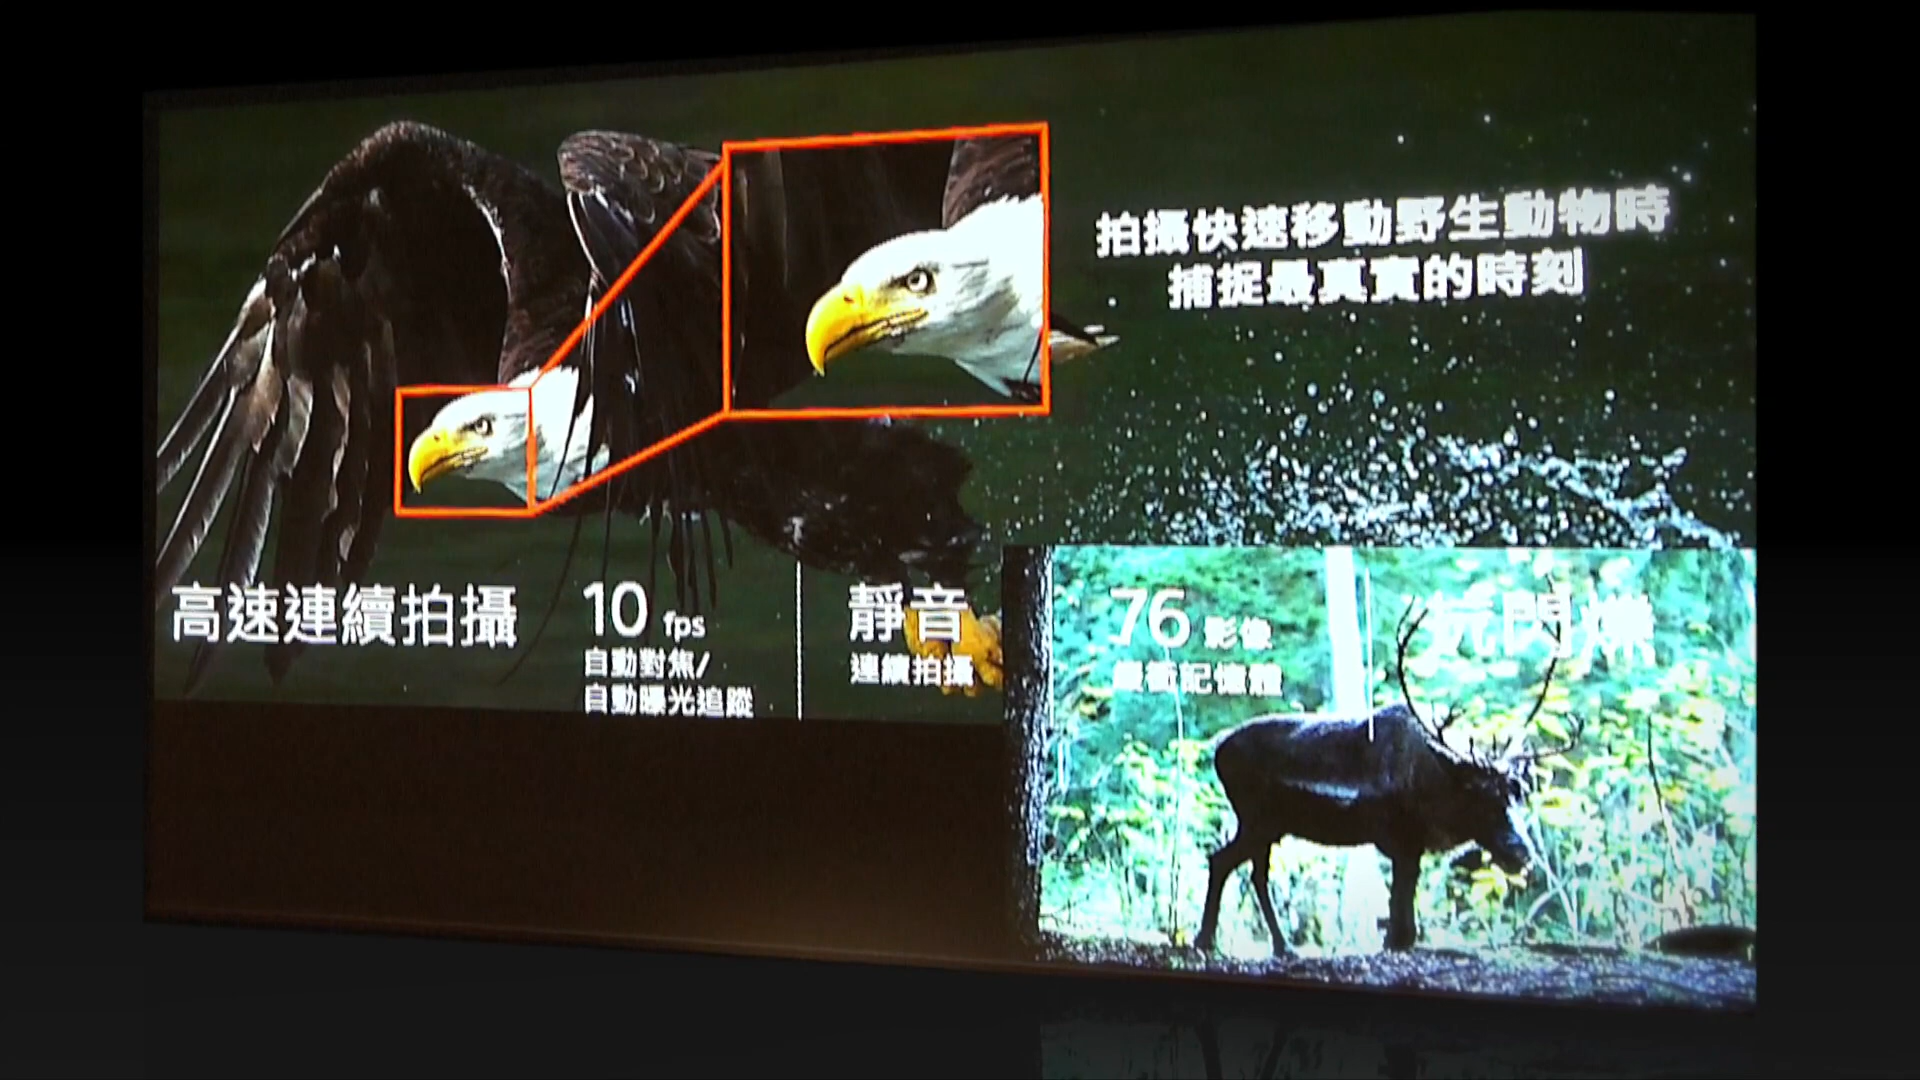 拍攝快速移動野生動物時
捕捉最真實的時刻
高速連續拍攝
10 fps
自動對焦/
自動曝光追蹤
靜音
連續拍攝
76 影像
緩衝記憶體
抗閃爍